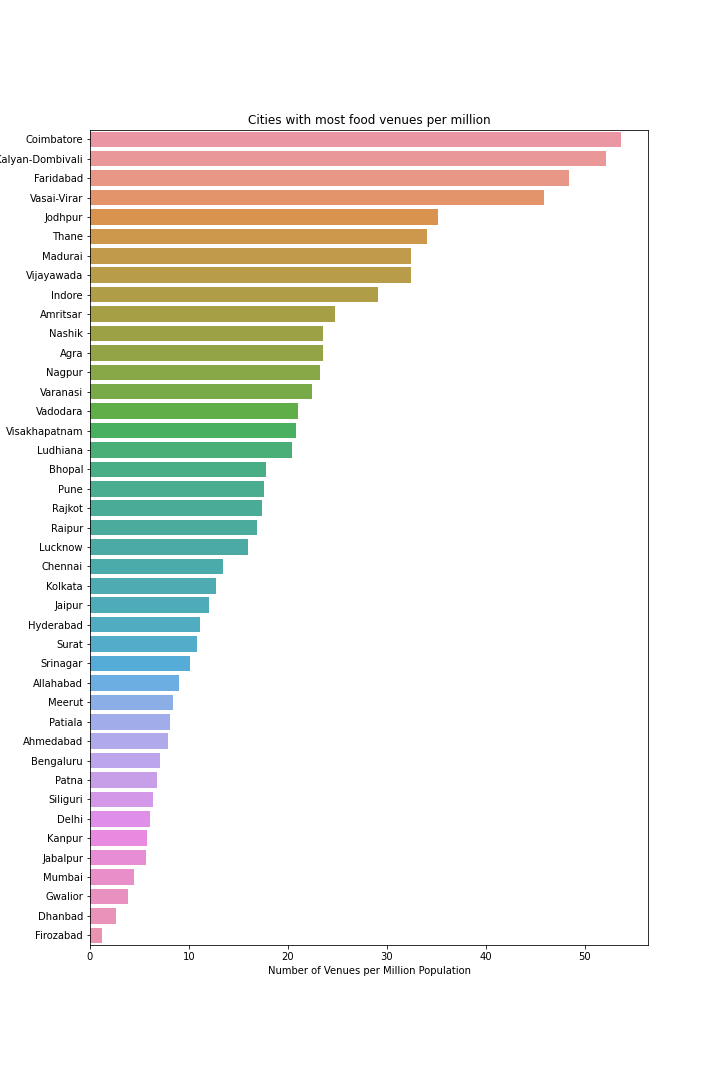 Cities with most food venues per million
Coimbatore
Kalyan-Dombivali
Faridabad
Vasai-Virar
Jodhpur
Thane
Madurai
Vijayawada
Indore
Amritsar
Nashik
Agra
Nagpur
Varanasi
Vadodara
Visakhapatnam
Ludhiana
Bhopal
Pune
Rajkot
Raipur
Lucknow
Chennai
Kolkata
Jaipur
Hyderabad
Surat
Srinagar
Allahabad
Meerut
Patiala
Ahmedabad
Bengaluru
Patna
Siliguri
Delhi
Kanpur
Jabalpur
Mumbai
Gwalior
Dhanbad
Firozabad
0 10 20 30 40 50
Number of Venues per Million Population